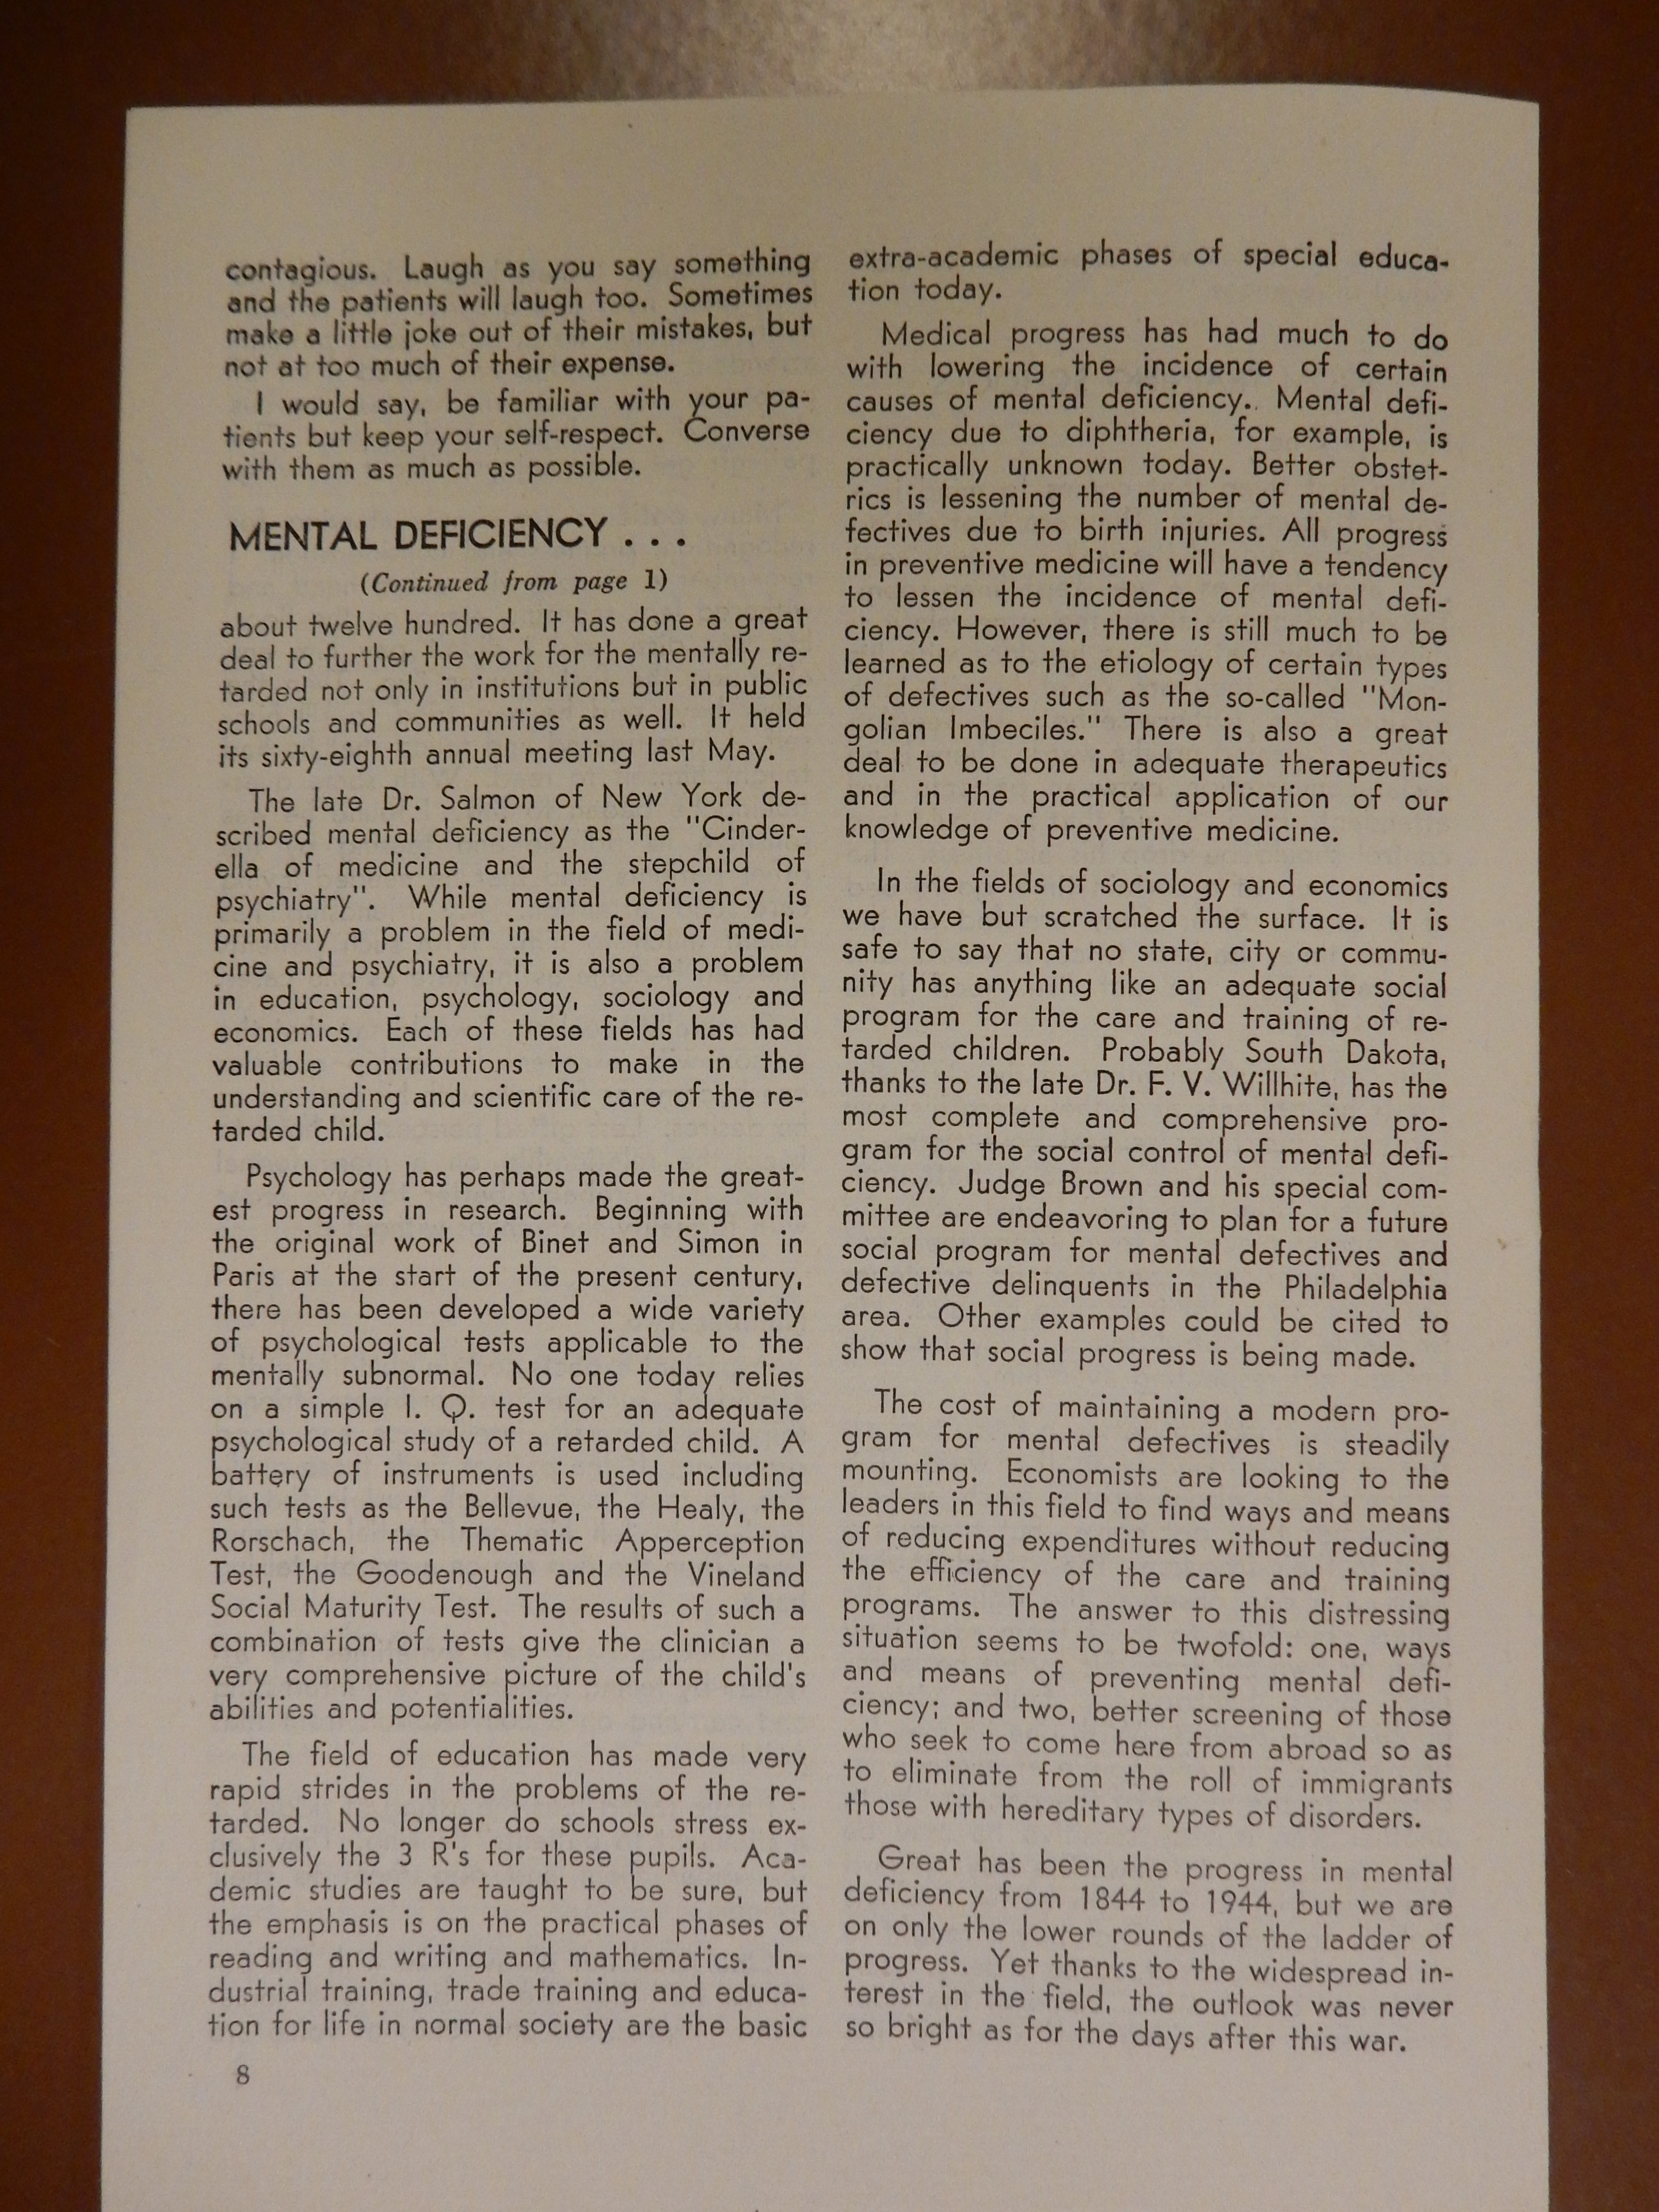 contagious. Laugh as you say something
and the patients will laugh too. Sometimes
make a little joke out of their mistakes, but
not at too much of their expense.
I would say, be familiar with your pa-
tients but keep your self-respect. Converse
with them as much as possible.
MENTAL DEFICIENCY . . .
(Continued from page 1)
about twelve hundred. It has done a great
deal to further the work for the mentally re-
tarded not only in institutions but in public
schools and communities as well. It held
its sixty-eighth annual meeting last May.
The late Dr. Salmon of New York de-
scribed mental deficiency as the "Cinder-
ella of medicine and the stepchild of
psychiatry". While mental deficiency is
primarily a problem in the field of medi-
cine and psychiatry, it is also a problem
in education, psychology, sociology and
economics. Each of these fields has had
valuable contributions to make in the
understanding and scientific care of the re-
tarded child.
Psychology has perhaps made the great-
est progress in research. Beginning with
the original work of Binet and Simon in
Paris at the start of the present century,
there has been developed a wide variety
of psychological tests applicable to the
mentally subnormal. No one today relies
on a simple I. Q. test for an adequate
psychological study of a retarded child. A
battery of instruments is used including
such tests as the Bellevue, the Healy, the
Rorschach, the Thematic Apperception
Test, the Goodenough and the Vineland
Social Maturity Test. The results of such a
combination of tests give the clinician a
very comprehensive picture of the child's
abilities and potentialities.
The field of education has made very
rapid strides in the problems of the re-
tarded. No longer do schools stress ex-
clusively the 3 R's for these pupils. Aca-
demic studies are taught to be sure, but
the emphasis is on the practical phases of
reading and writing and mathematics. In-
dustrial training, trade training and educa-
tion for life in normal society are the basic
8
extra-academic phases of special educa-
tion today.
Medical progress has had much to do
with lowering the incidence of certain
causes of mental deficiency.. Mental defi-
ciency due to diphtheria, for example, is
practically unknown today. Better obstet-
rics is lessening the number of mental de-
fectives due to birth injuries. All progress
in preventive medicine will have a tendency
to lessen the incidence of mental defi-
ciency. However, there is still much to be
learned as to the etiology of certain types
of defectives such as the so-called "Mon-
golian Imbeciles." There is also a great
deal to be done in adequate therapeutics
and in the practical application of our
knowledge of preventive medicine.
In the fields of sociology and economics
we have but scratched the surface. It is
safe to say that no state, city or commu-
nity has anything like an adequate social
program for the care and training of re-
tarded children. Probably South Dakota,
thanks to the late Dr. F. V. Willhite, has the
most complete and comprehensive pro-
gram for the social control of mental defi-
ciency. Judge Brown and his special com-
mittee are endeavoring to plan for a future
social program for mental defectives and
defective delinquents in the Philadelphia
area. Other examples could be cited to
show that social progress is being made.
The cost of maintaining a modern pro-
gram for mental defectives is steadily
mounting. Economists are looking to the
leaders in this field to find ways and means
of reducing expenditures without reducing
the efficiency of the care and training
programs. The answer to this distressing
situation seems to be twofold: one, ways
and means of preventing mental defi-
ciency; and two, better screening of those
who seek to come here from abroad so as
to eliminate from the roll of immigrants
those with hereditary types of disorders.
Great has been the progress in mental
deficiency from 1844 to 1944, but we are
on only the lower rounds of the ladder of
progress. Yet thanks to the widespread in-
terest in the field, the outlook was never
so bright as for the days after this war.